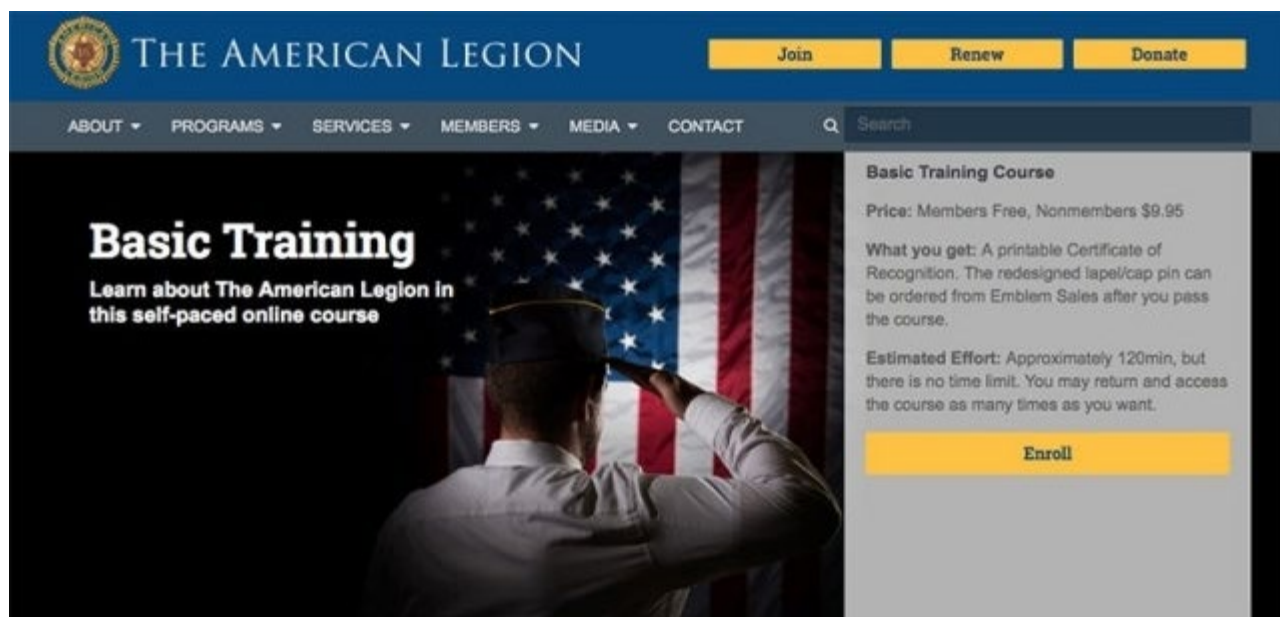 THE AMERICAN LEGION
Join
Renew
Donate
ABOUT
PROGRAMS
SERVICES
MEMBERS
MEDIA
CONTACT
Search
Basic Training
Learn about The American Legion in
this self-paced online course
Basic Training Course
Price: Members Free, Nonmembers $9.95
What you get: A printable Certificate of
Recognition. The redesigned lapel/cap pin can
be ordered from Emblem Sales after you pass
the course.
Estimated Effort: Approximately 120min, but
there is no time limit. You may return and access
the course as many times as you want.
Enroll